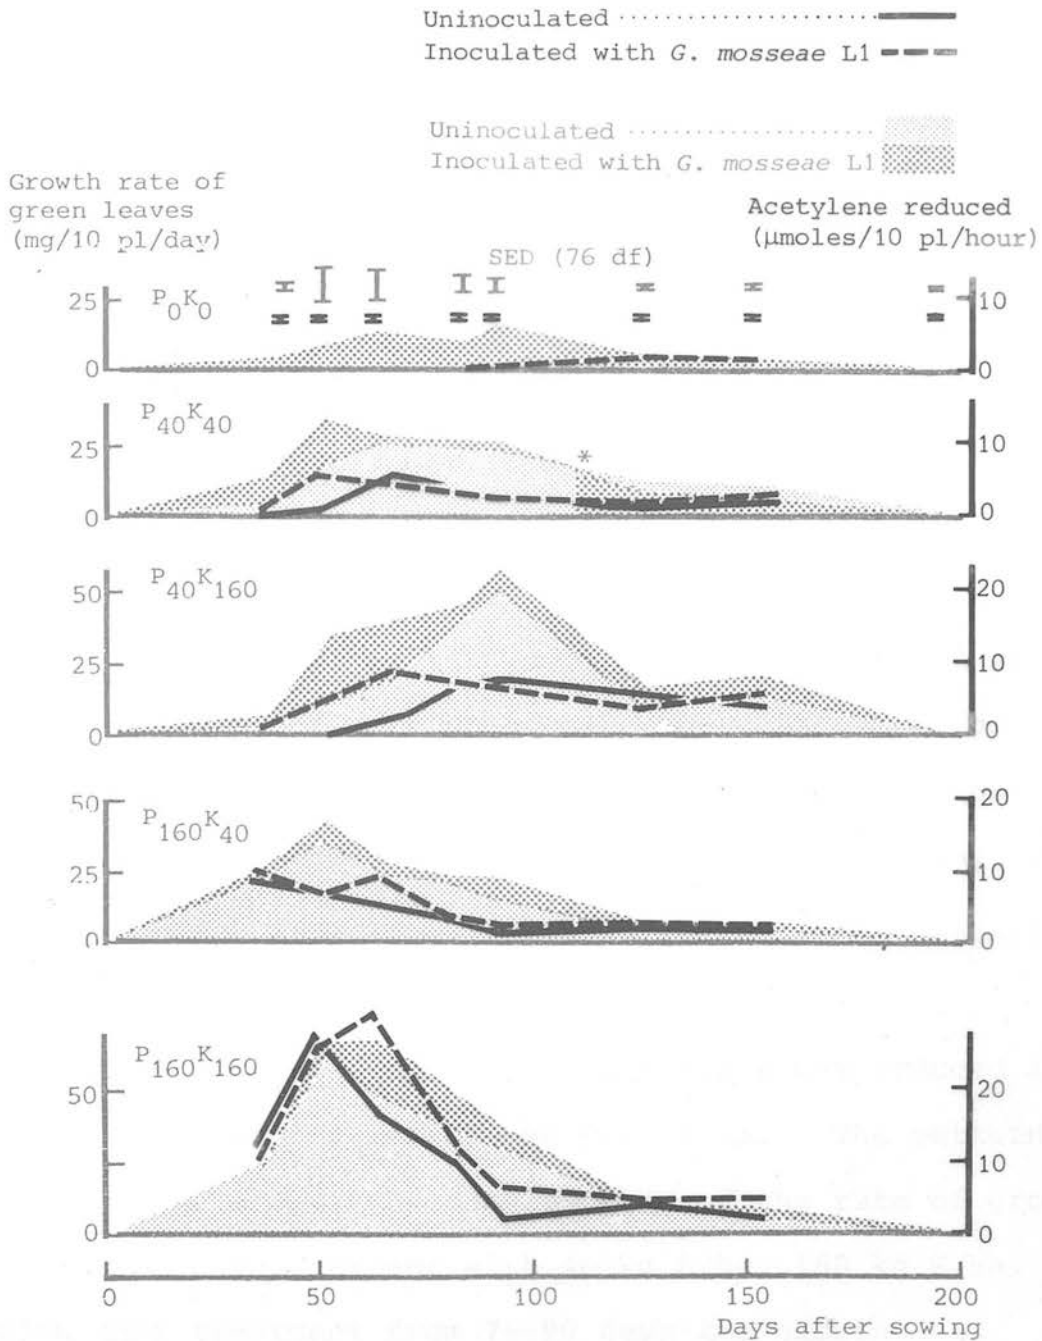 Uninoculated ....................
Inoculated with G. mosseae L1
Uninoculated ....................
Inoculated with G. mosseae L1
Growth rate of
green leaves
(mg/10 pl/day)
Acetylene reduced
(μmoles/10 pl/hour)
SED (76 df)
P0K0
25
0
10
0
P40K40
25
0
*
10
0
P40K160
50
25
0
20
10
0
P160K40
50
25
0
20
10
0
P160K160
50
0
20
10
0
0 50 100 150 200
Days after sowing